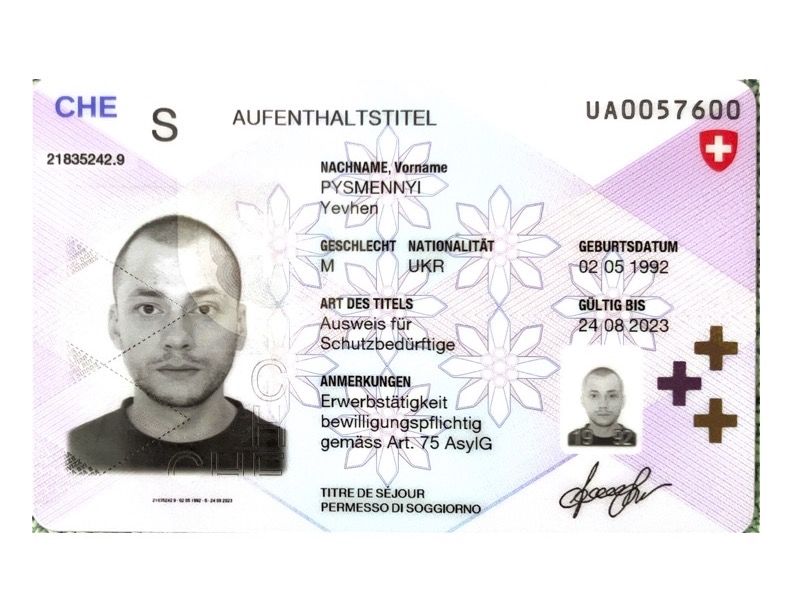 CHE
S
AUFENTHALTSTITEL
UA0057600
21835242.9
NACHNAME, Vorname
PYSMENNYI
Yevhen
GESCHLECHT NATIONALITÄT GEBURTSDATUM
M UKR 02 05 1992
ART DES TITELS GÜLTIG BIS
Ausweis für 24 08 2023
Schutzbedürftige
ANMERKUNGEN
Erwerbstätigkeit
bewilligungspflichtig
gemäss Art. 75 AsylG
CHE
CHE
19 92
21835242.9 - 02 05 1992 - S - 24 08 2023
TITRE DE SÉJOUR
PERMESSO DI SOGGIORNO